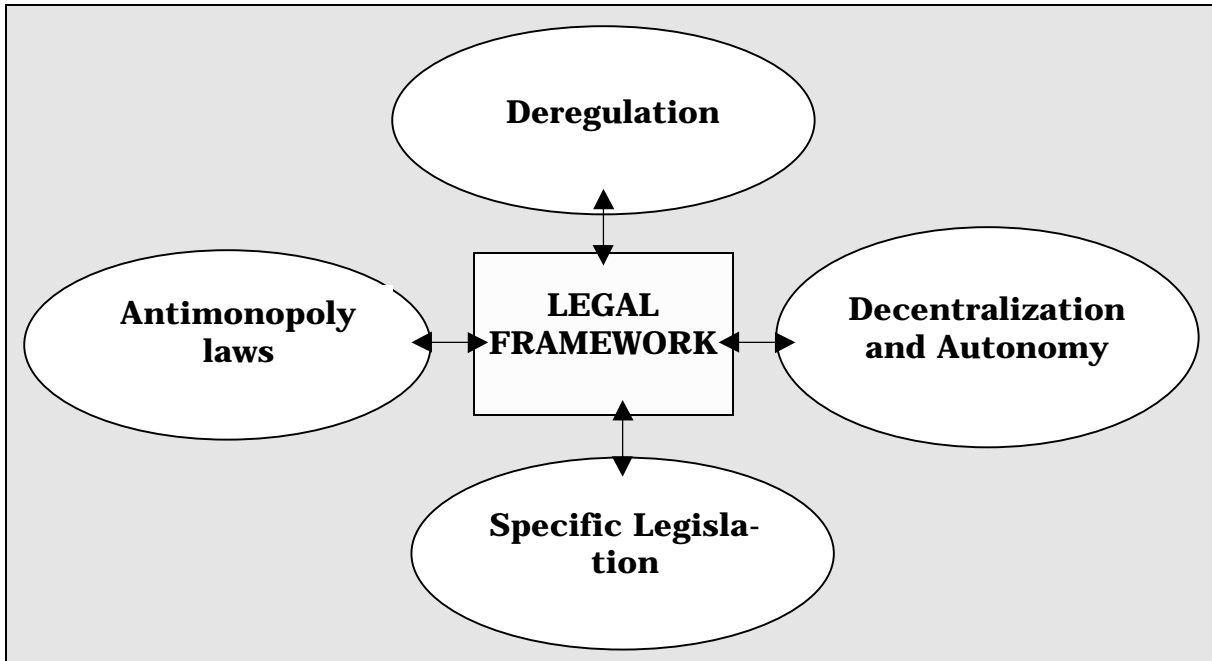 Deregulation
Antimonopoly
laws
LEGAL
FRAMEWORK
Decentralization
and Autonomy
Specific Legisla-
tion